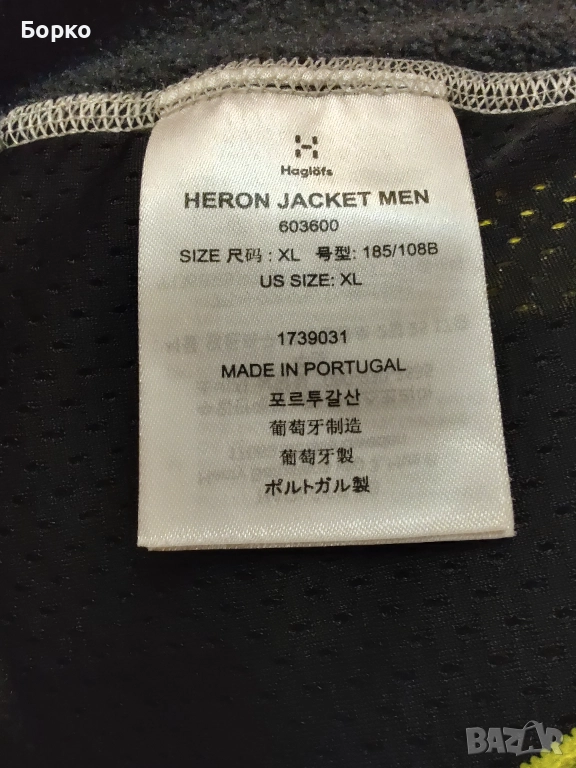 Борко
Haglöfs
HERON JACKET MEN
603600
SIZE 尺码 : XL 号型: 185/108B
US SIZE: XL
1739031
MADE IN PORTUGAL
포르투갈산
葡萄牙制造
葡萄牙製
ポルトガル製
BAZAR